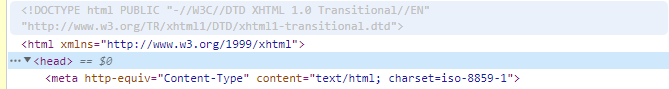 <!DOCTYPE html PUBLIC "-//W3C//DTD XHTML 1.0 Transitional//EN"
"http://www.w3.org/TR/xhtml1/DTD/xhtml1-transitional.dtd">
<html xmlns="http://www.w3.org/1999/xhtml">
···▼<head> == $0
<meta http-equiv="Content-Type" content="text/html; charset=iso-8859-1">